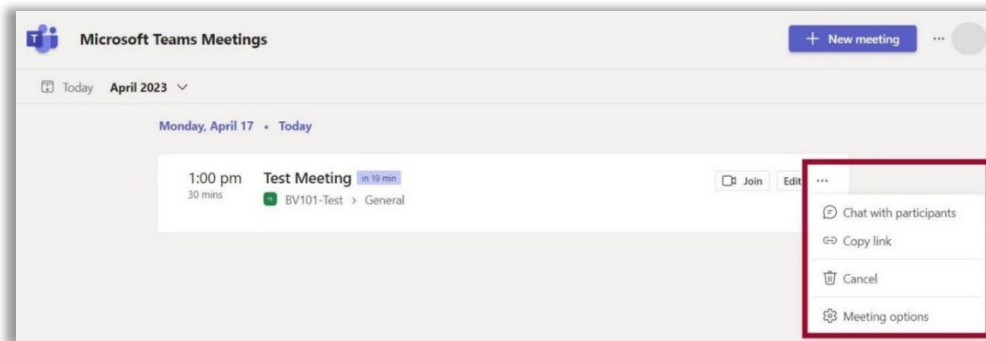 Microsoft Teams Meetings
+ New meeting ...
Today April 2023
Monday, April 17 • Today
1:00 pm Test Meeting in 19 min Join Edit ...
30 mins BV101-Test > General
Chat with participants
Copy link
Cancel
Meeting options